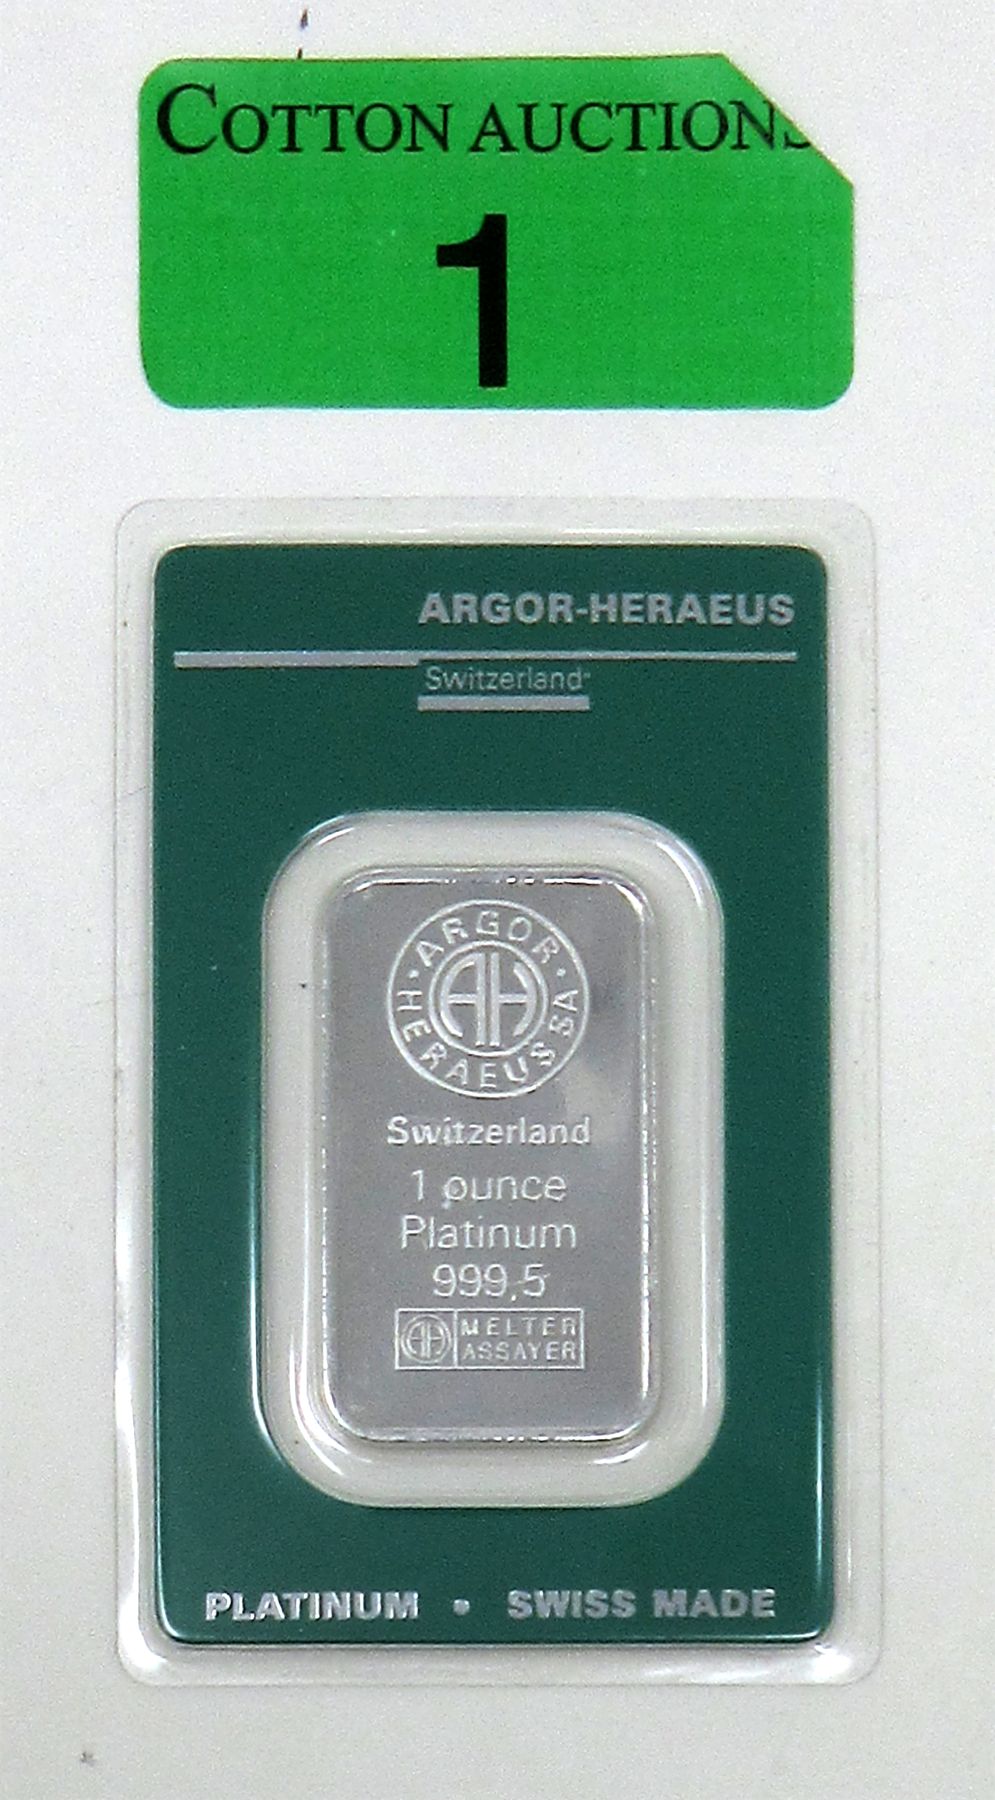 COTTON AUCTIONS
1
ARGOR-HERAEUS
Switzerland
ARGOR · HERAEUS SA ·
AH
Switzerland
1 ounce
Platinum
999,5
AH MELTER
ASSAYER
PLATINUM • SWISS MADE